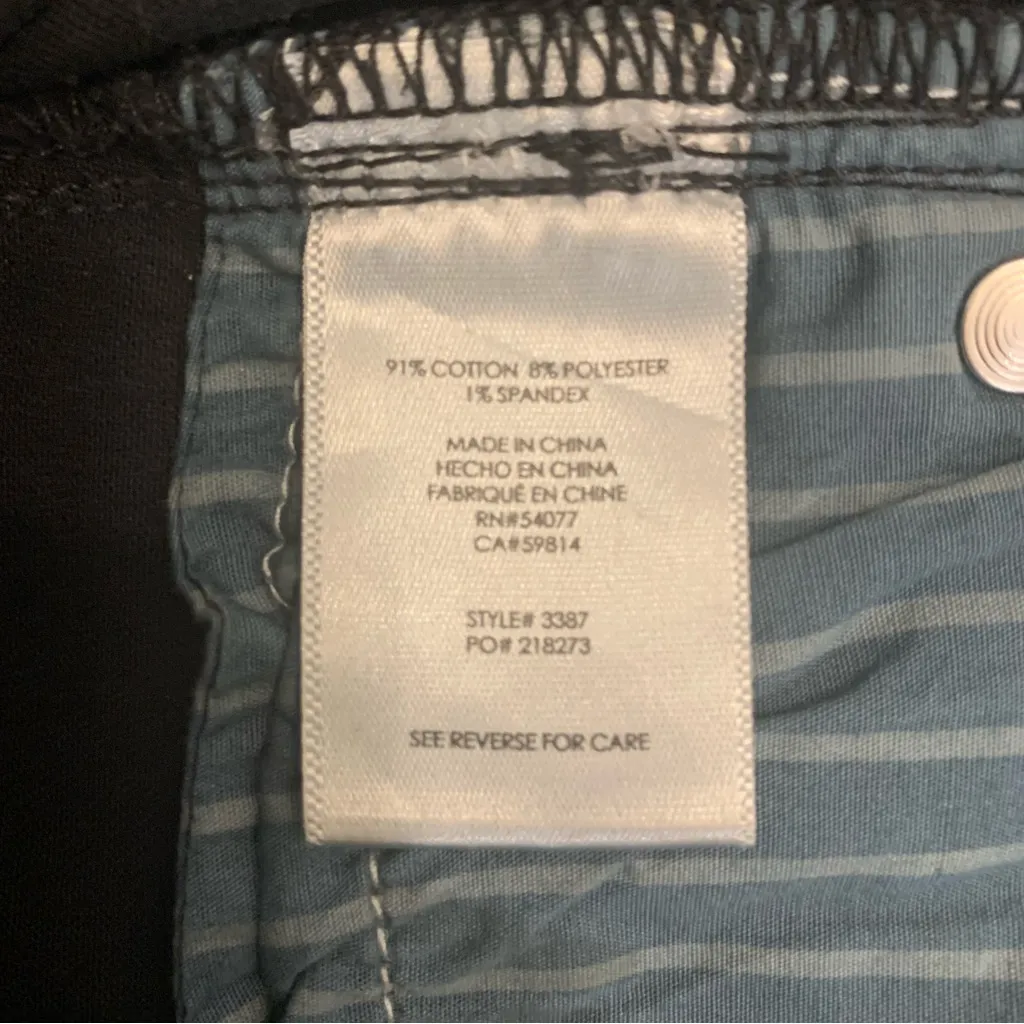 91% COTTON 8% POLYESTER
1% SPANDEX
MADE IN CHINA
HECHO EN CHINA
FABRIQUÉ EN CHINE
RN#54077
CA#59814
STYLE# 3387
PO# 218273
SEE REVERSE FOR CARE